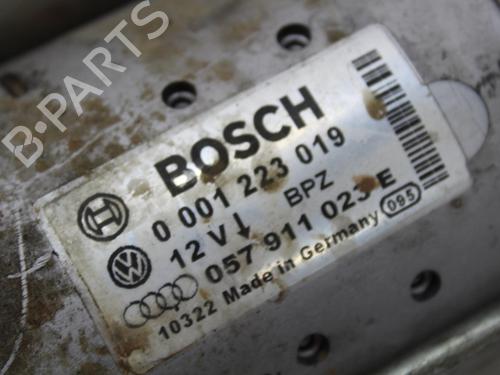 B-PARTS
BOSCH
0 001 223 019
12 V BPZ
057 911 023 E
10322 Made in Germany 095